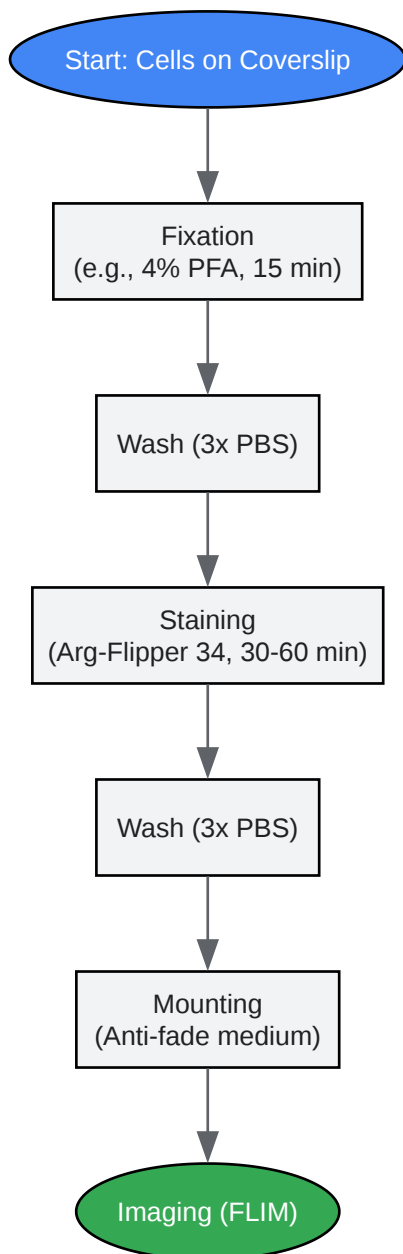 Start: Cells on Coverslip
Fixation
(e.g., 4% PFA, 15 min)
Wash (3x PBS)
Staining
(Arg-Flipper 34, 30-60 min)
Wash (3x PBS)
Mounting
(Anti-fade medium)
Imaging (FLIM)